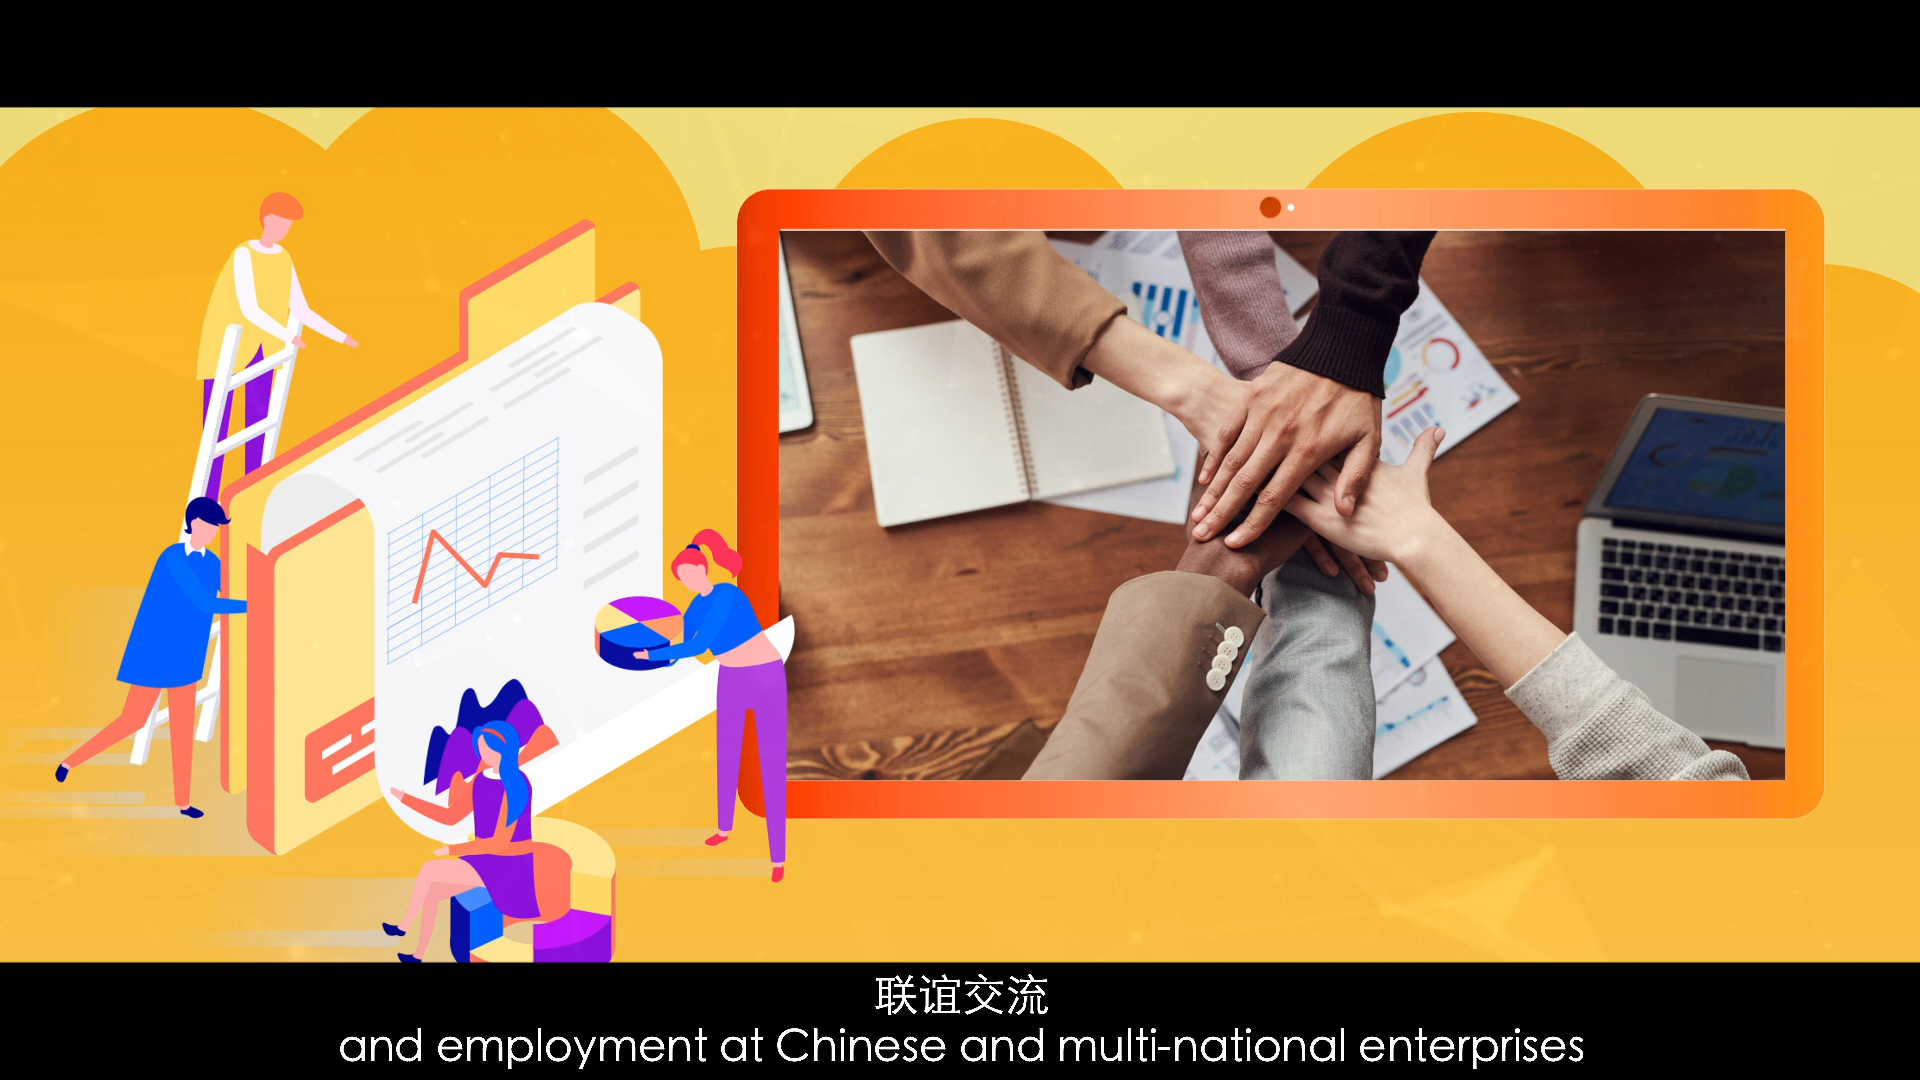 联谊交流
and employment at Chinese and multi-national enterprises